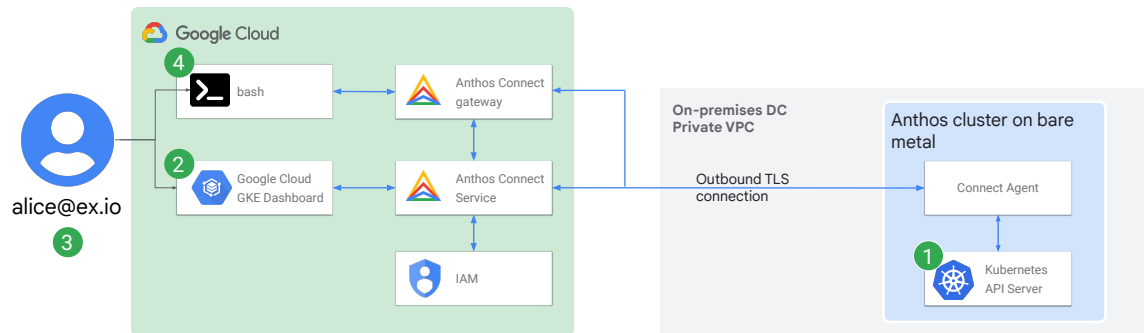 Google Cloud
4
bash
Anthos Connect
gateway
2
Google Cloud
GKE Dashboard
Anthos Connect
Service
IAM
alice@ex.io
3
On-premises DC
Private VPC
Outbound TLS
connection
Anthos cluster on bare
metal
Connect Agent
1
Kubernetes
API Server